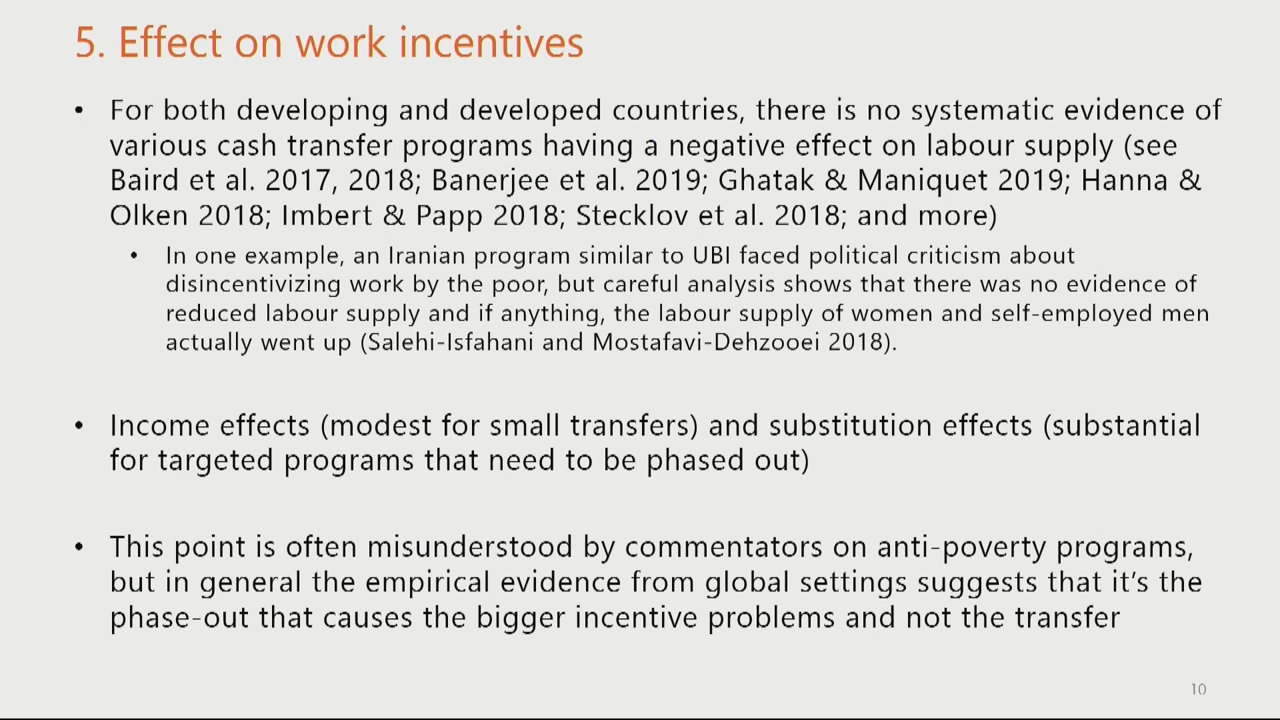 5. Effect on work incentives
• For both developing and developed countries, there is no systematic evidence of
various cash transfer programs having a negative effect on labour supply (see
Baird et al. 2017, 2018; Banerjee et al. 2019; Ghatak & Maniquet 2019; Hanna &
Olken 2018; Imbert & Papp 2018; Stecklov et al. 2018; and more)
• In one example, an Iranian program similar to UBI faced political criticism about
disincentivizing work by the poor, but careful analysis shows that there was no evidence of
reduced labour supply and if anything, the labour supply of women and self-employed men
actually went up (Salehi-Isfahani and Mostafavi-Dehzooei 2018).
• Income effects (modest for small transfers) and substitution effects (substantial
for targeted programs that need to be phased out)
• This point is often misunderstood by commentators on anti-poverty programs,
but in general the empirical evidence from global settings suggests that it's the
phase-out that causes the bigger incentive problems and not the transfer
10